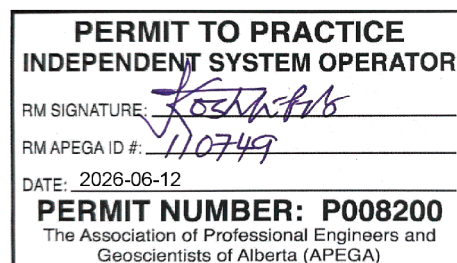 PERMIT TO PRACTICE
INDEPENDENT SYSTEM OPERATOR
RM SIGNATURE:
RM APEGA ID #: 110749
DATE: 2026-06-12
PERMIT NUMBER: P008200
The Association of Professional Engineers and
Geoscientists of Alberta (APEGA)